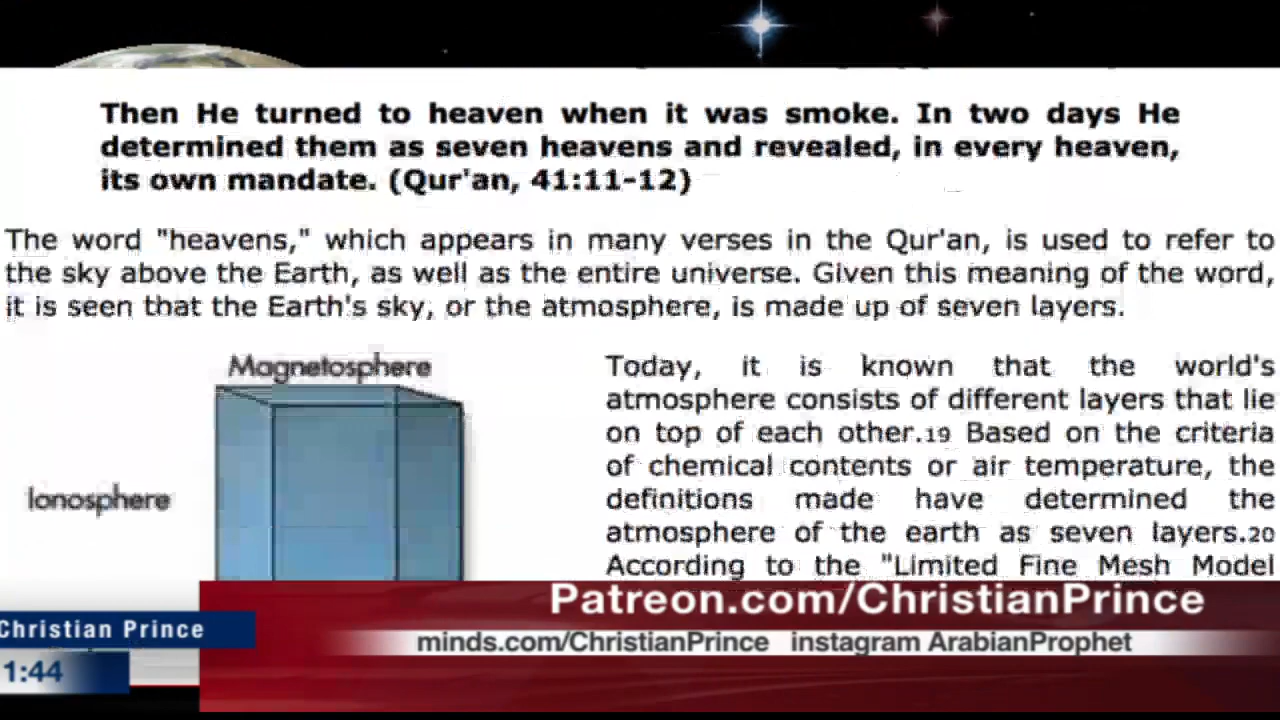 Then He turned to heaven when it was smoke. In two days He
determined them as seven heavens and revealed, in every heaven,
its own mandate. (Qur'an, 41:11-12)
The word "heavens," which appears in many verses in the Qur'an, is used to refer to
the sky above the Earth, as well as the entire universe. Given this meaning of the word,
it is seen that the Earth's sky, or the atmosphere, is made up of seven layers.
Magnetosphere
Ionosphere
Today, it is known that the world's
atmosphere consists of different layers that lie
on top of each other.19 Based on the criteria
of chemical contents or air temperature, the
definitions made have determined the
atmosphere of the earth as seven layers.20
According to the "Limited Fine Mesh Model
Patreon.com/ChristianPrince
Christian Prince
minds.com/ChristianPrince instagram ArabianProphet
1:44